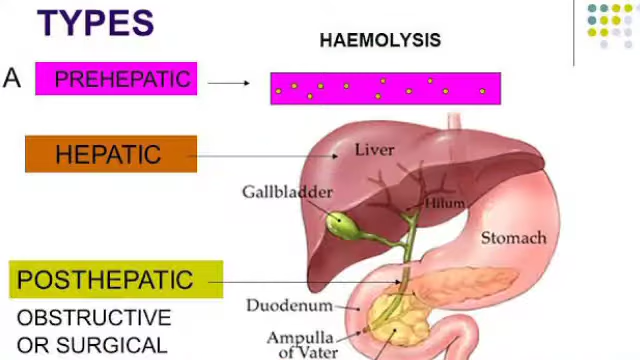 TYPES
HAEMOLYSIS
A PREHEPATIC
HEPATIC
Liver
Gallbladder
Hilum
Stomach
POSTHEPATIC
OBSTRUCTIVE
OR SURGICAL
Duodenum
Ampulla
of Vater